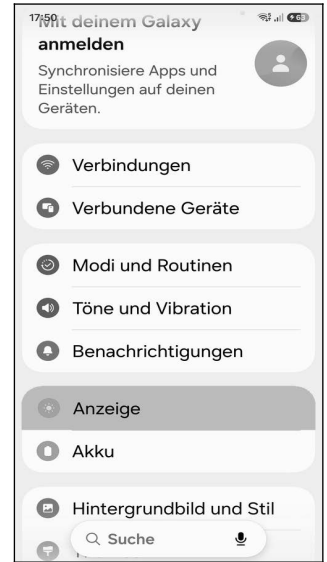 17:50
63
Mit deinem Galaxy
anmelden
Synchronisiere Apps und
Einstellungen auf deinen
Geräten.
Verbindungen
Verbundene Geräte
Modi und Routinen
Töne und Vibration
Benachrichtigungen
Anzeige
Akku
Hintergrundbild und Stil
Suche